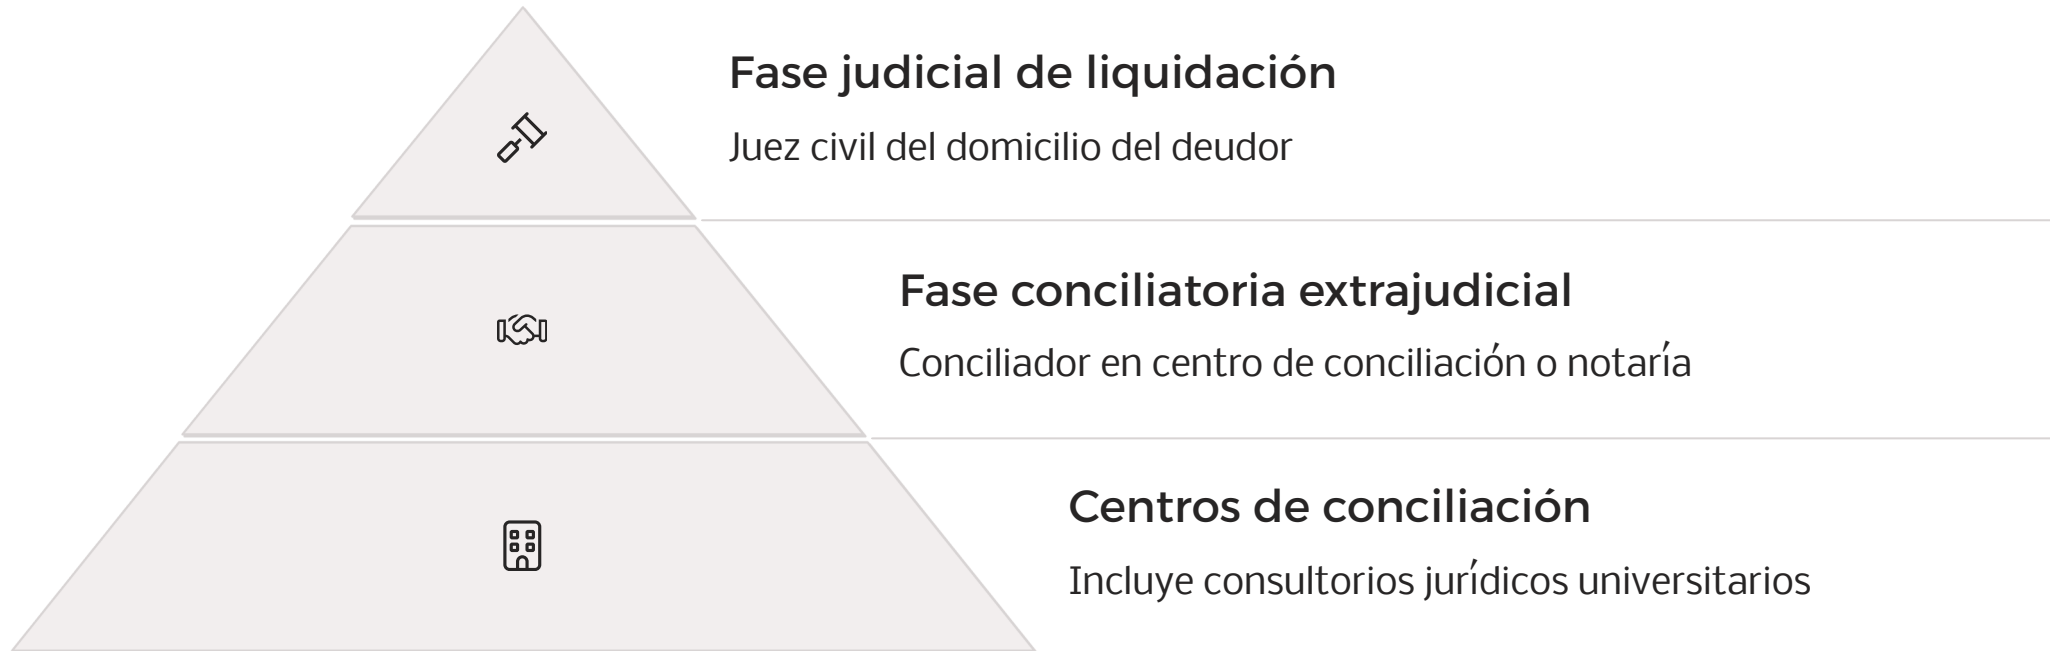 Fase judicial de liquidación
Juez civil del domicilio del deudor
Fase conciliatoria extrajudicial
Conciliador en centro de conciliación o notaría
Centros de conciliación
Incluye consultorios jurídicos universitarios